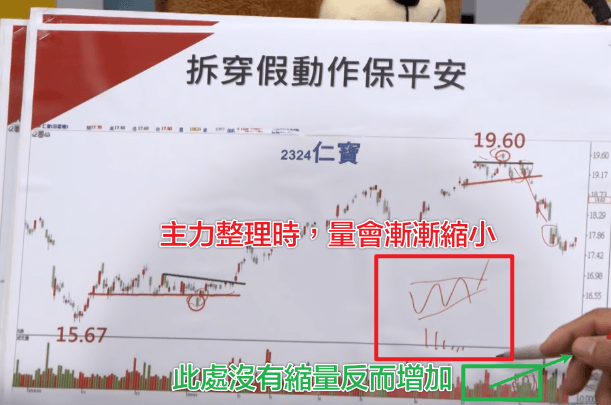 拆穿假動作保平安
2324仁寶
19.60
19.60
19.17
18.29
17.86
17.42
16.98
16.55
主力整理時，量會漸漸縮小
15.67
此處沒有縮量反而增加